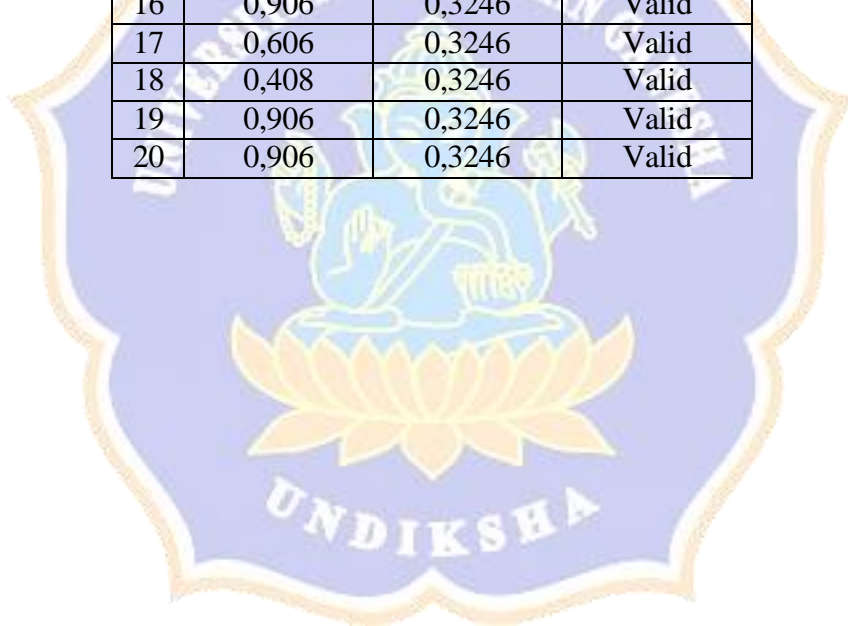 16 0,906 0,3246 Valid
17 0,606 0,3246 Valid
18 0,408 0,3246 Valid
19 0,906 0,3246 Valid
20 0,906 0,3246 Valid
UNDIKSHA